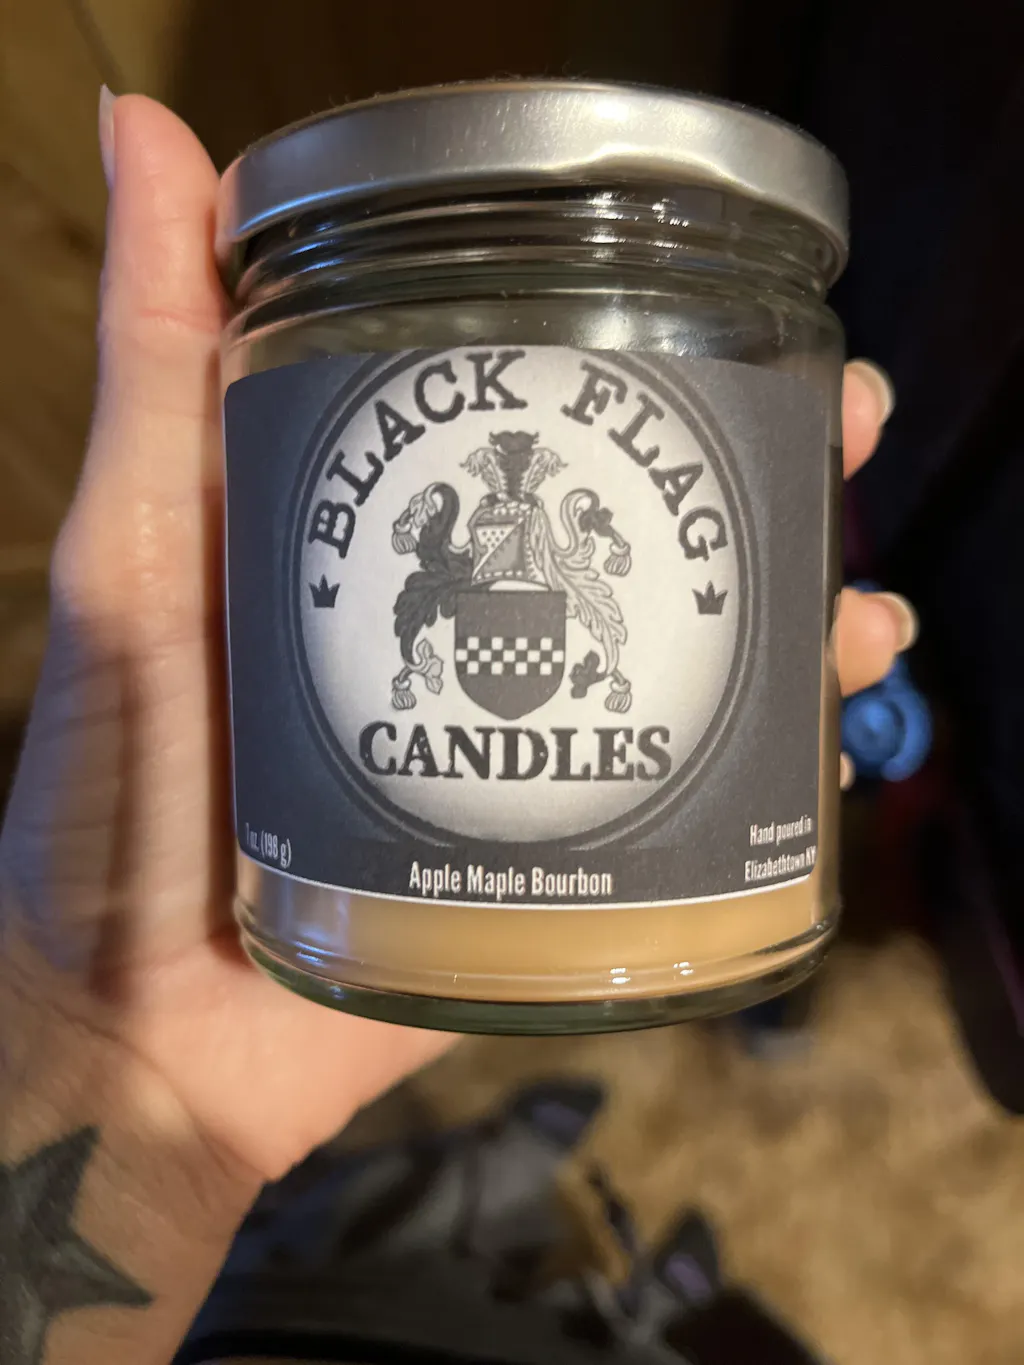 BLACK FLAG
CANDLES
7 oz. (198 g)
Apple Maple Bourbon
Hand poured in
Elizabethtown NY